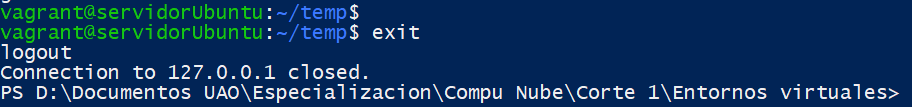 vagrant@servidorUbuntu:~/temp$
vagrant@servidorUbuntu:~/temp$ exit
logout
Connection to 127.0.0.1 closed.
PS D:\Documentos UAO\Especializacion\Compu Nube\Corte 1\Entornos virtuales>